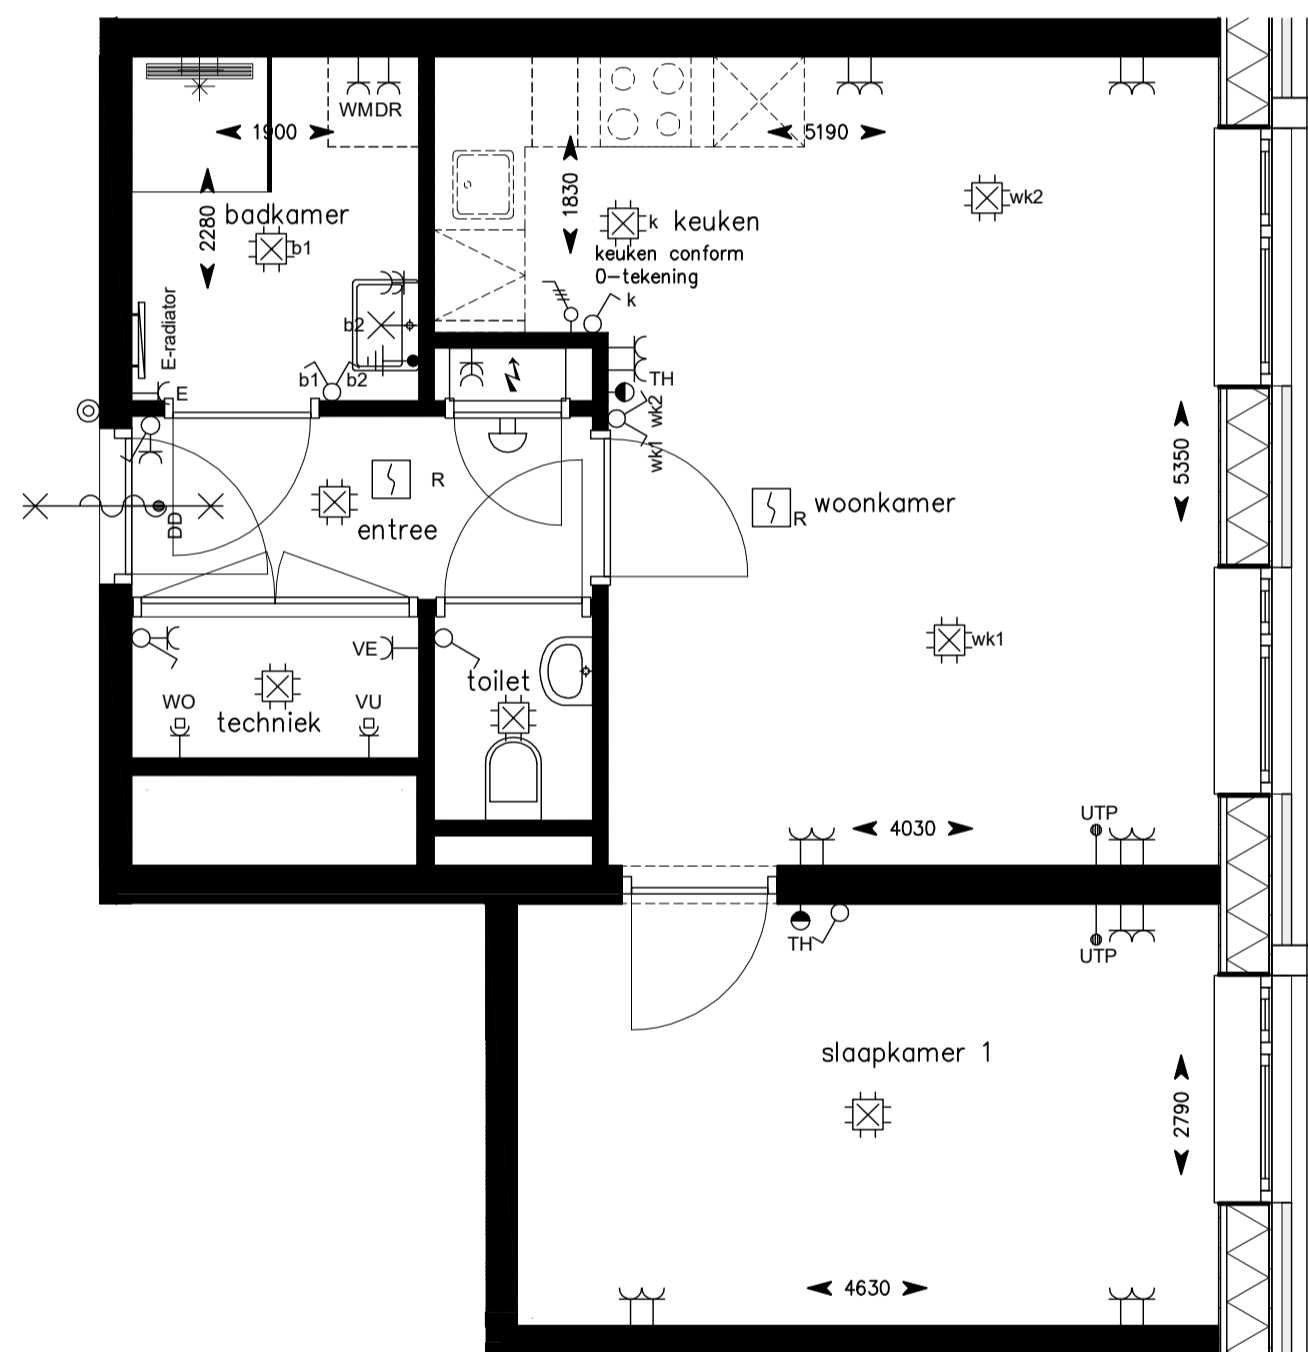 WMDR
1900
5190
2280
badkamer
b1
1830
k
keuken
wk2
keuken conform
0-tekening
k
E-radiator
b2
b1
b2
E
TH
wk2
wk1
5350
R
entree
DD
R
woonkamer
wk1
VE
toilet
WO
techniek
VU
4030
UTP
TH
UTP
slaapkamer 1
2790
4630